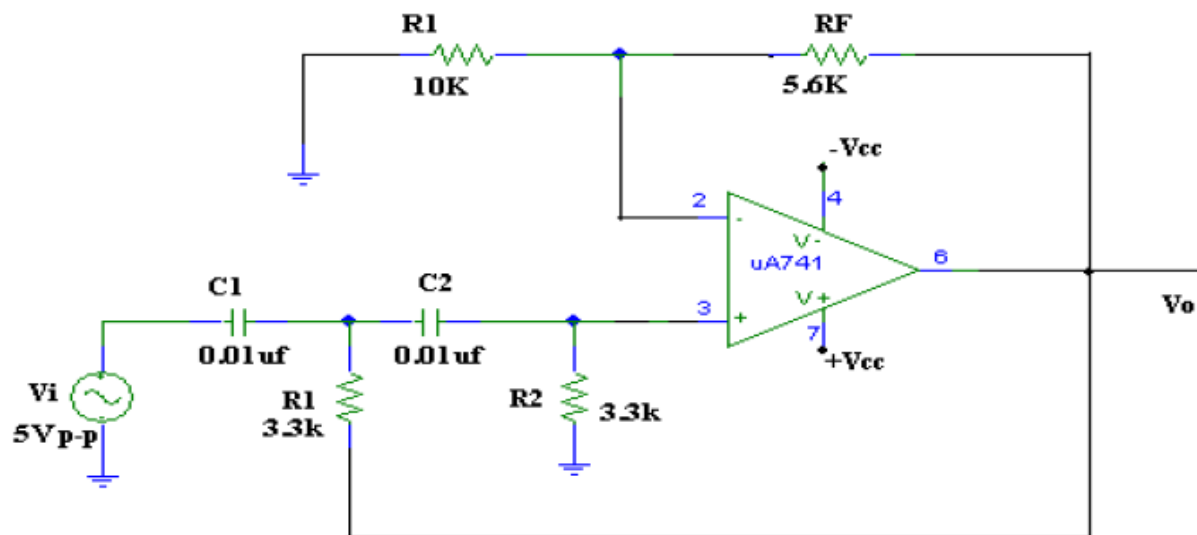 R1
RF
10K
5.6K
-Vcc
2
4
-
V-
uA741
6
C1
C2
3
+
V+
7
Vo
0.01uf
0.01uf
+Vcc
Vi
R1
R2
3.3k
5Vp-p
3.3k